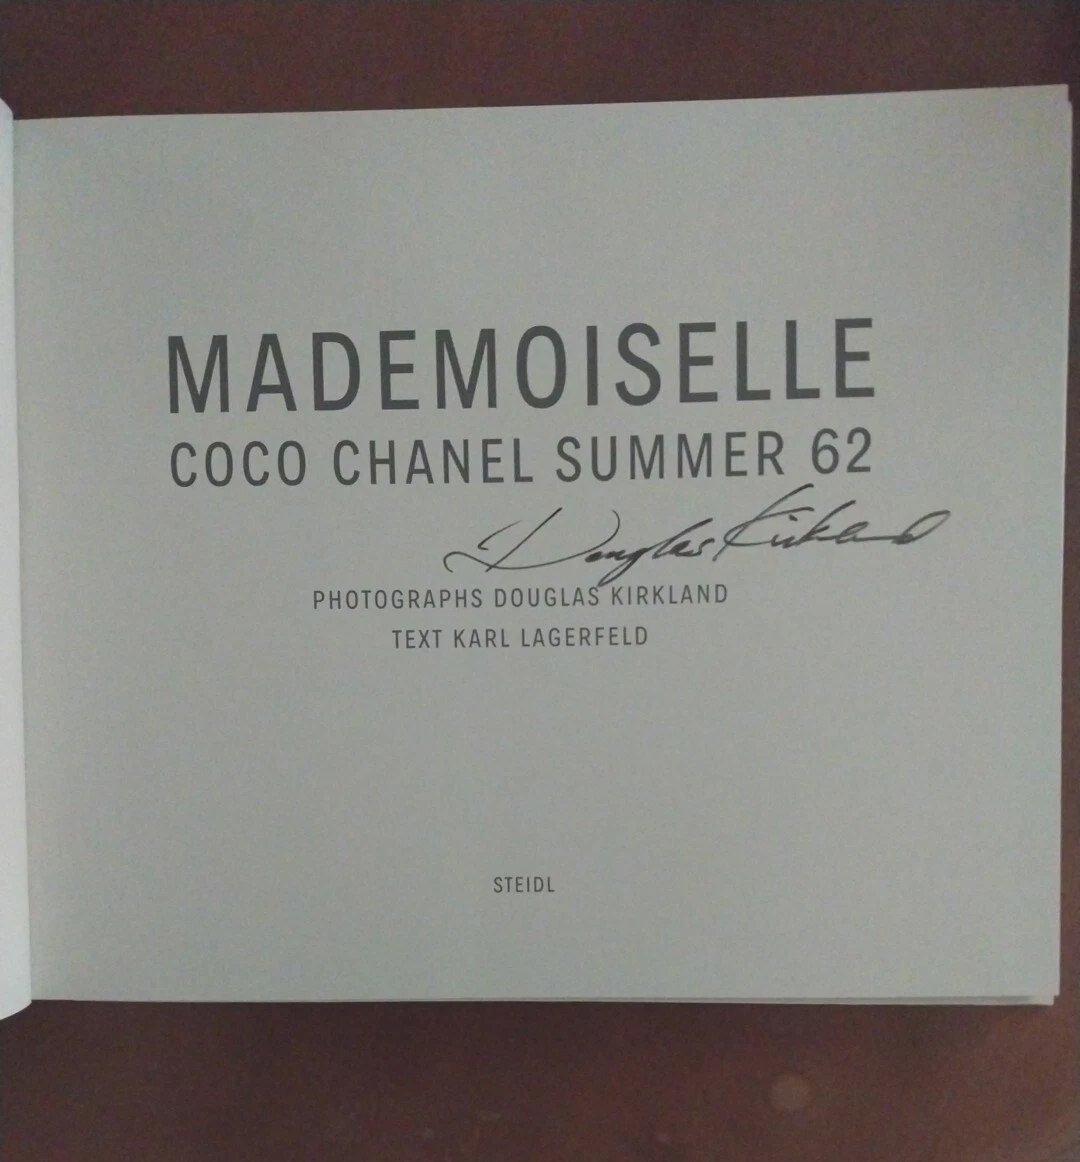 MADEMOISELLE
COCO CHANEL SUMMER 62
Douglas Kirkland
PHOTOGRAPHS DOUGLAS KIRKLAND
TEXT KARL LAGERFELD
STEIDL